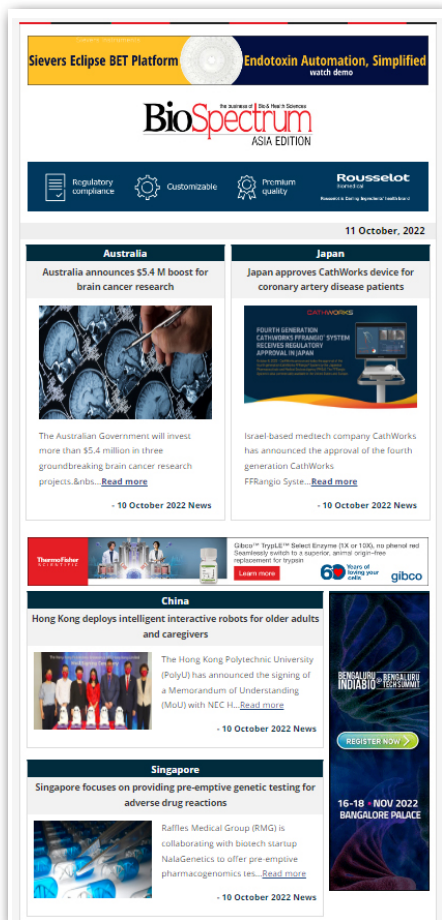 Sievers Eclipse BET Platform
Endotoxin Automation, Simplified
watch demo
the business of Bio & Health Sciences
BioSpectrum
ASIA EDITION
Regulatory
compliance
Customizable
Premium
quality
Rousselot
biomedical
11 October, 2022
Australia
Australia announces $5.4 M boost for
brain cancer research
The Australian Government will invest
more than $5.4 million in three
groundbreaking brain cancer research
projects.&nbs...Read more
- 10 October 2022 News
Japan
Japan approves CathWorks device for
coronary artery disease patients
CATHWORKS
FOURTH GENERATION
CATHWORKS FFRANGIO® SYSTEM
RECEIVES REGULATORY
APPROVAL IN JAPAN
Israel-based medtech company CathWorks
has announced the approval of the fourth
generation CathWorks
FFRangio Syste...Read more
- 10 October 2022 News
ThermoFisher
SCIENTIFIC
Gibco™ TrypLE™ Select Enzyme (1X or 10X), no phenol red
Seamlessly switch to a superior, animal origin–free
replacement for trypsin
Learn more
60 Years of
loving your
cells
gibco
China
Hong Kong deploys intelligent interactive robots for older adults
and caregivers
The Hong Kong Polytechnic University
(PolyU) has announced the signing of
a Memorandum of Understanding
(MoU) with NEC H...Read more
- 10 October 2022 News
Singapore
Singapore focuses on providing pre-emptive genetic testing for
adverse drug reactions
Raffles Medical Group (RMG) is
collaborating with biotech startup
NalaGenetics to offer pre-emptive
pharmacogenomics tes...Read more
- 10 October 2022 News
BENGALURU
INDIABIO
BENGALURU
TECH SUMMIT
REGISTER NOW
16-18 • NOV 2022
BANGALORE PALACE